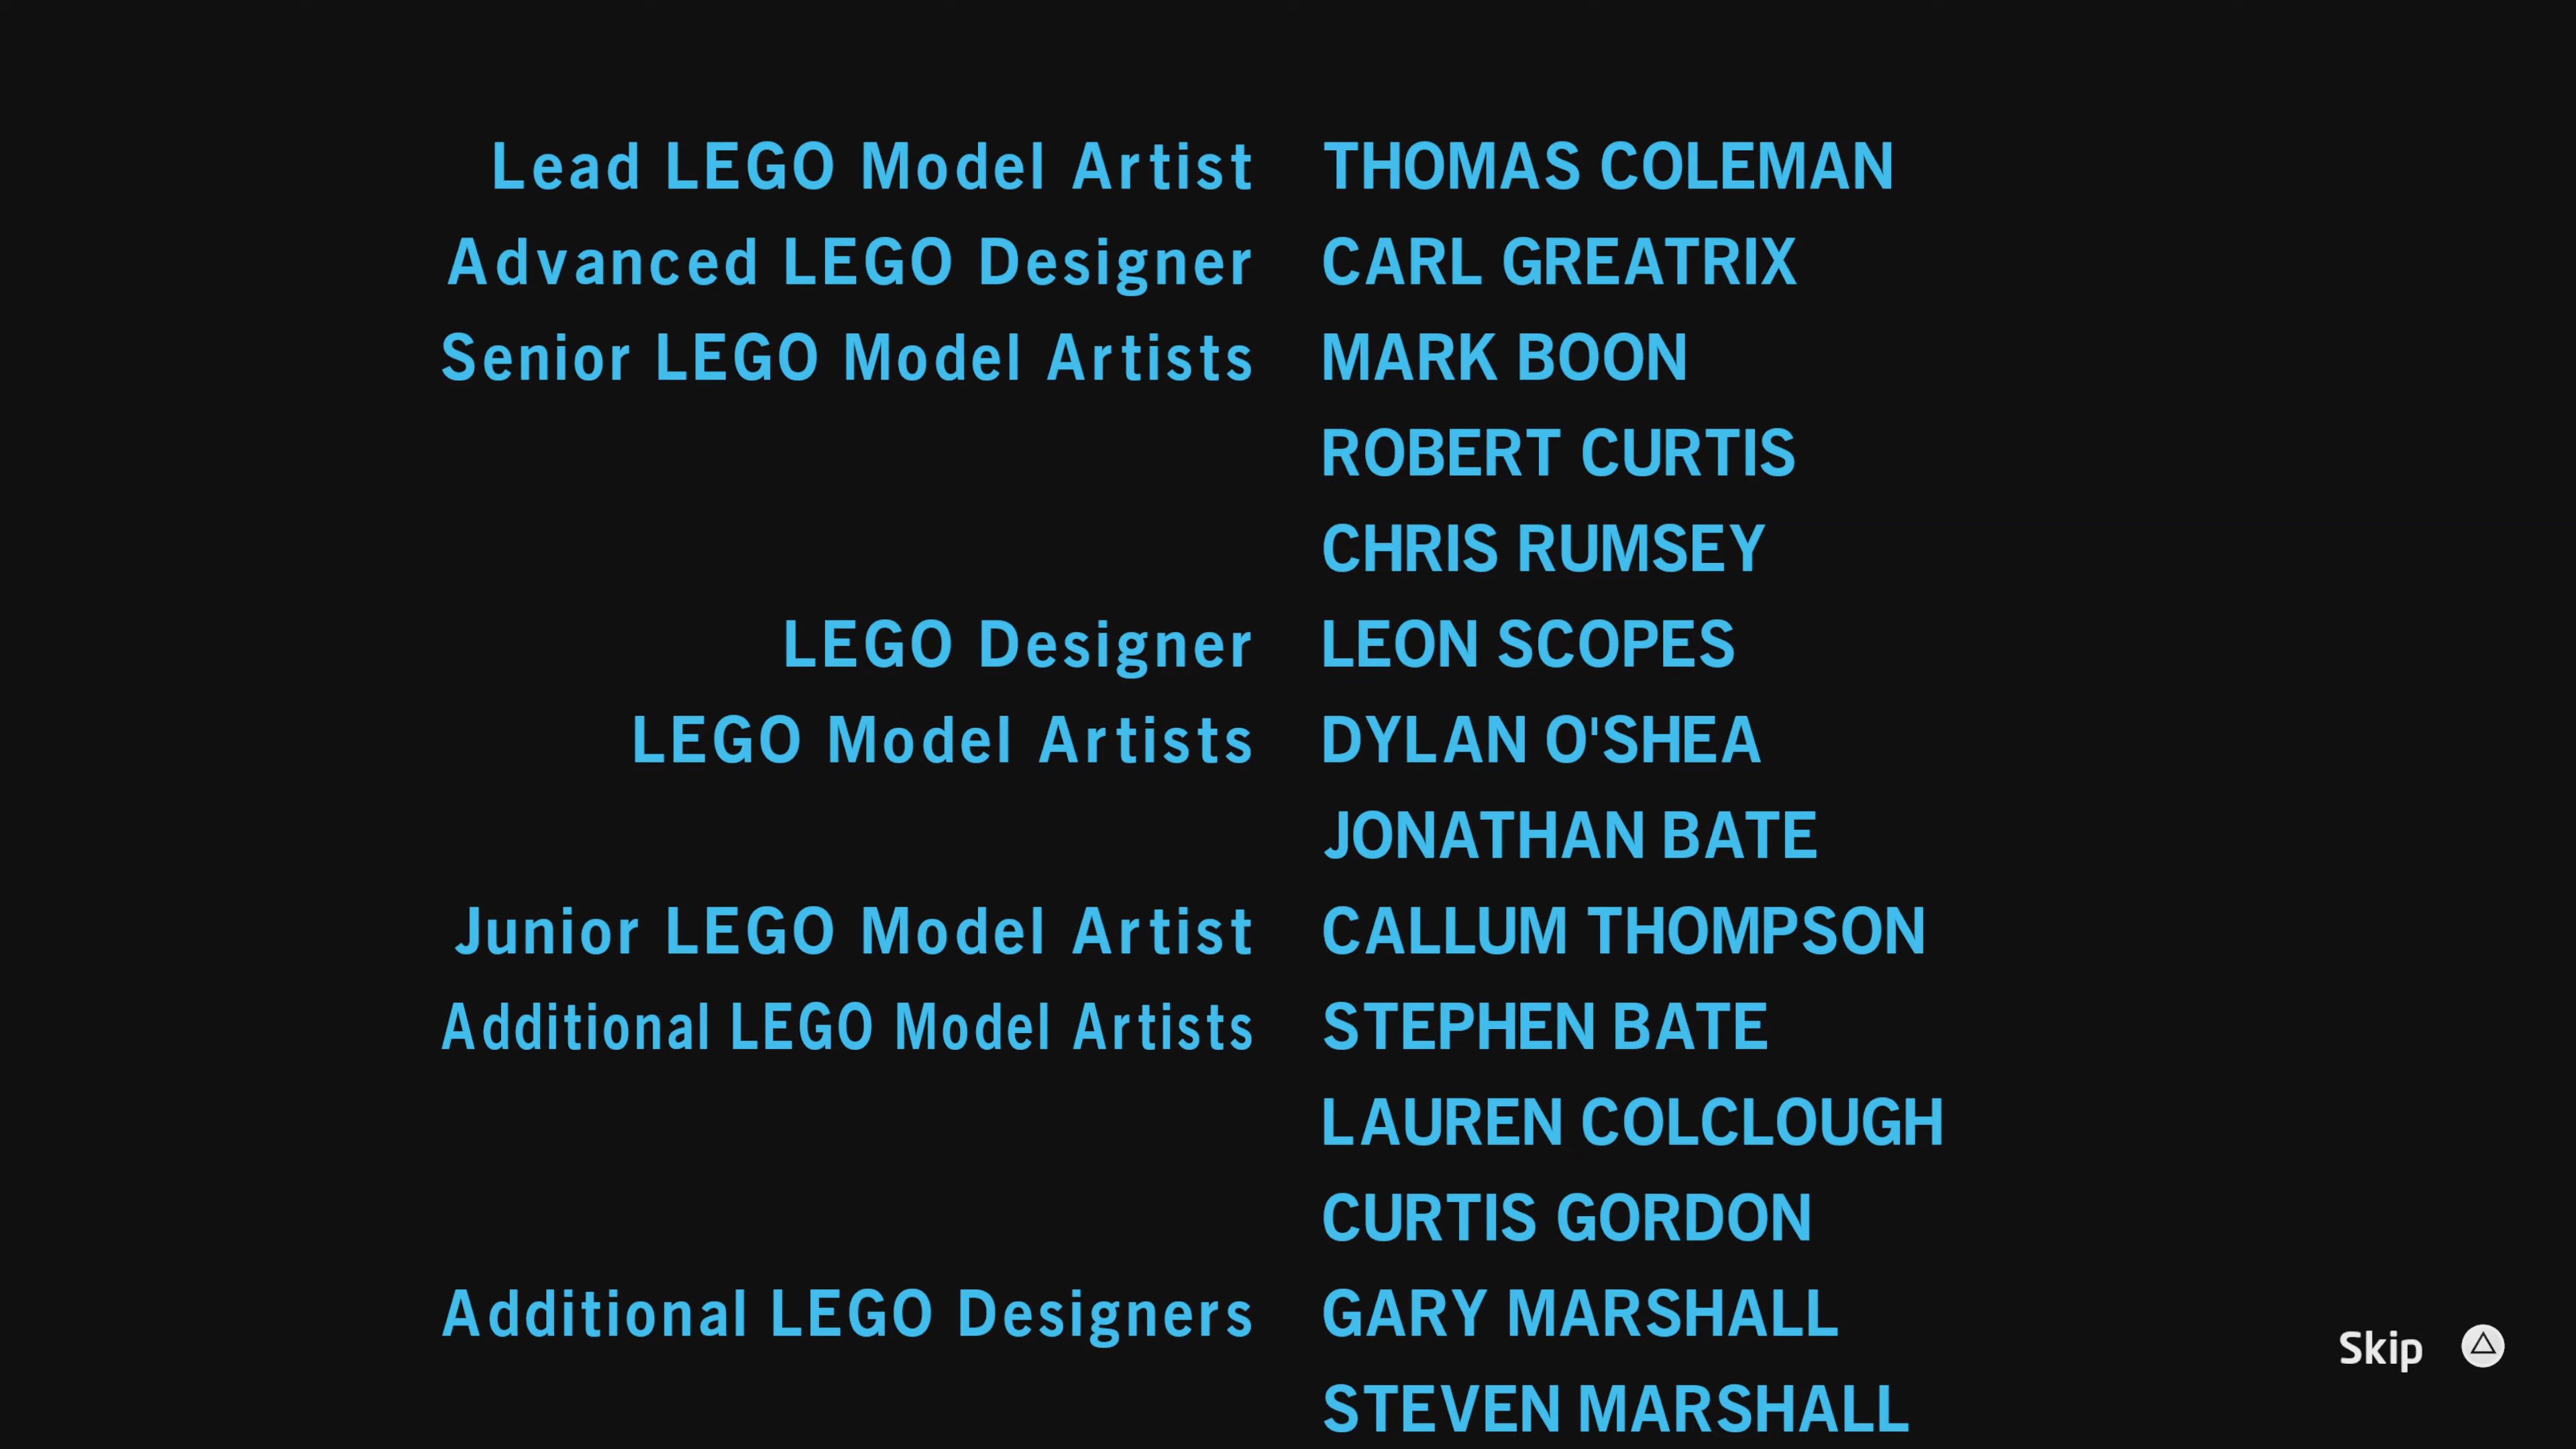 Lead LEGO Model Artist THOMAS COLEMAN
Advanced LEGO Designer CARL GREATRIX
Senior LEGO Model Artists MARK BOON
ROBERT CURTIS
CHRIS RUMSEY
LEGO Designer LEON SCOPES
LEGO Model Artists DYLAN O'SHEA
JONATHAN BATE
Junior LEGO Model Artist CALLUM THOMPSON
Additional LEGO Model Artists STEPHEN BATE
LAUREN COLCLOUGH
CURTIS GORDON
Additional LEGO Designers GARY MARSHALL
Skip
STEVEN MARSHALL